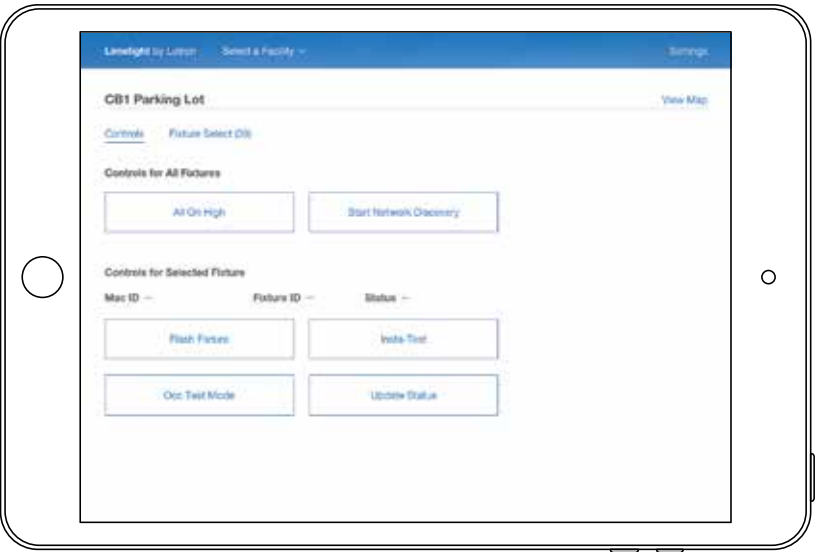 Limelight by Lutron Select a Facility Settings
CB1 Parking Lot View Map
Controls Fixture Select (39)
Controls for All Fixtures
All On High Start Network Discovery
Controls for Selected Fixture
Mac ID -- Fixture ID -- Status --
Flash Fixture Insta-Test
Occ Test Mode Update Status